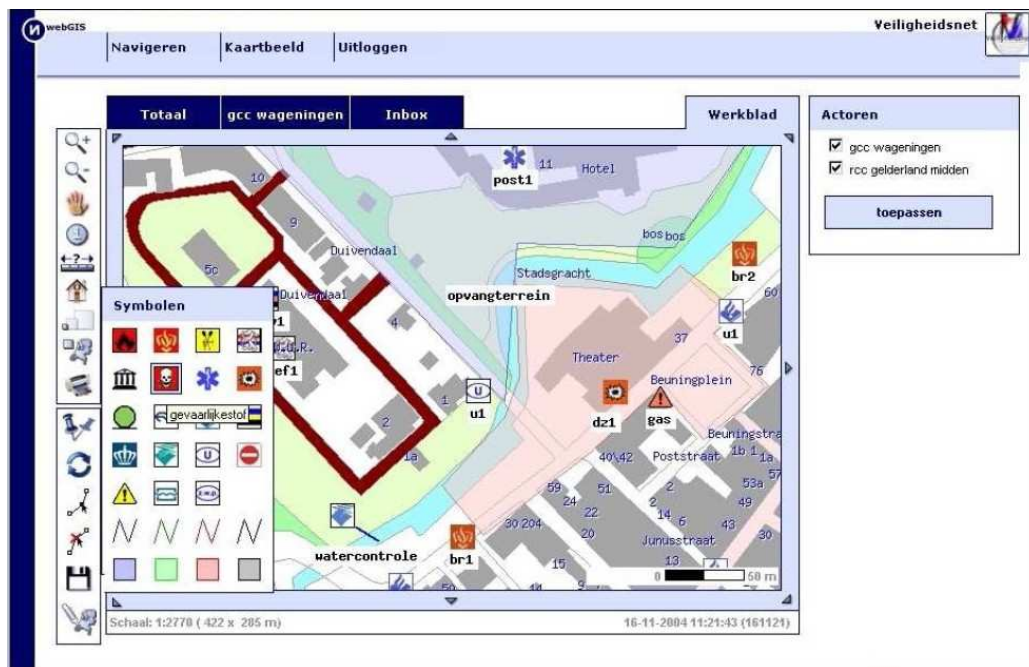 webGIS
Veiligheidsnet
Navigeren Kaartbeeld Uitloggen
Totaal gcc wageningen Inbox Werkblad
Actoren
gcc wageningen
rcc gelderland midden
toepassen
post1
11
Hotel
10
9
Duivendaal
bos bos
5c
Stadsgracht
br2
opvangterrein
60
Duivendaal
4
u1
37
Theater
76
Beuningplein
1
u1
dz1
gas
2
Beuningstra
1a
40\42
Poststraat
1b 1
1a
57
53a
59
51
2
49
24
22
14
6
43
30 204
20
30
Junusstraat
watercontrole
br1
15
13
0 50 m
Symbolen
gevaarlijkestof
U
Schaal: 1:2778 ( 422 x 285 m)
16-11-2004 11:21:43 (161121)